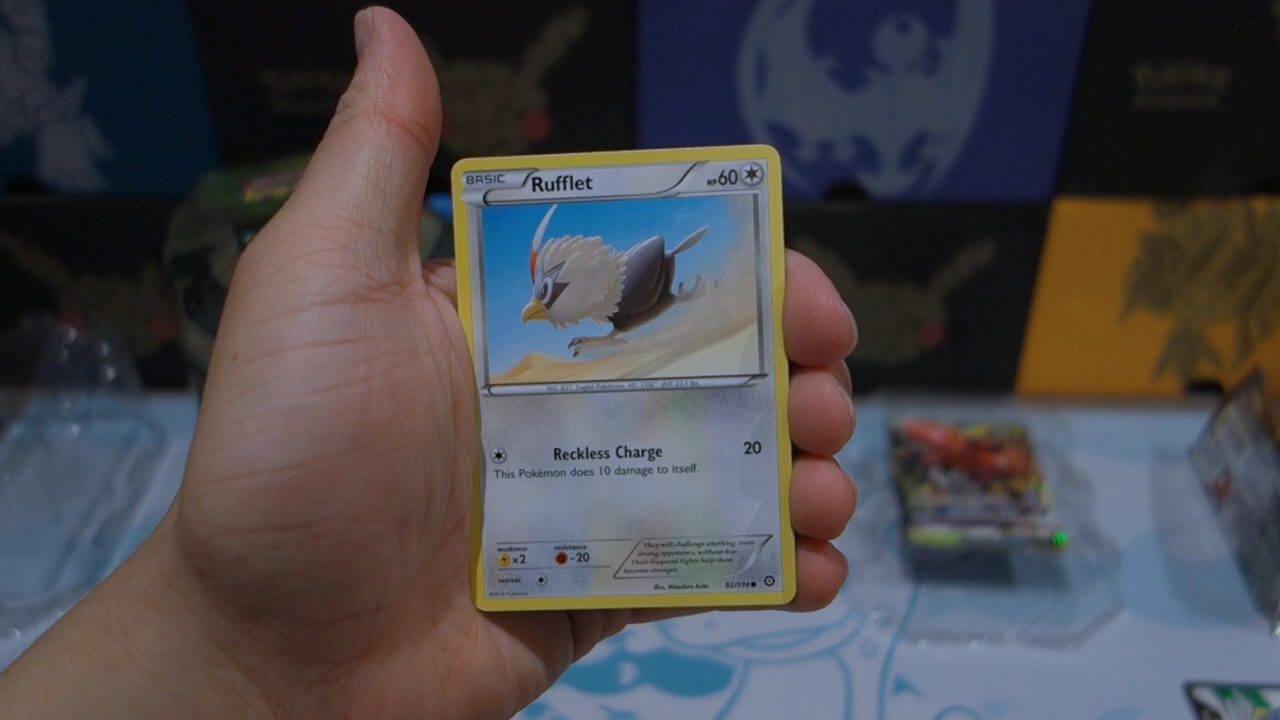 BASIC Rufflet HP60
NO. 627 Eaglet Pokémon HT: 1'08" WT: 23.1 lbs.
Reckless Charge 20
This Pokémon does 10 damage to itself.
weakness
×2
resistance
-20
They will challenge anything, even
strong opponents, without fear.
Their frequent fights help them
become stronger.
retreat
Illus. Mitsuhiro Arita
92/114
©2016 Pokémon